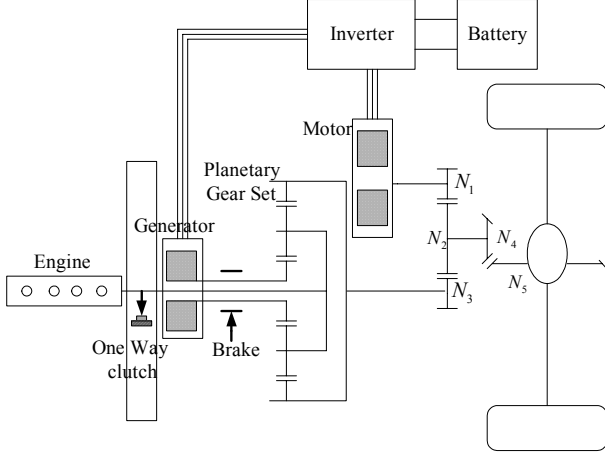 Inverter
Battery
Motor
Planetary
Gear Set
N1
Generator
N2
N4
Engine
N5
N3
One Way
clutch
Brake